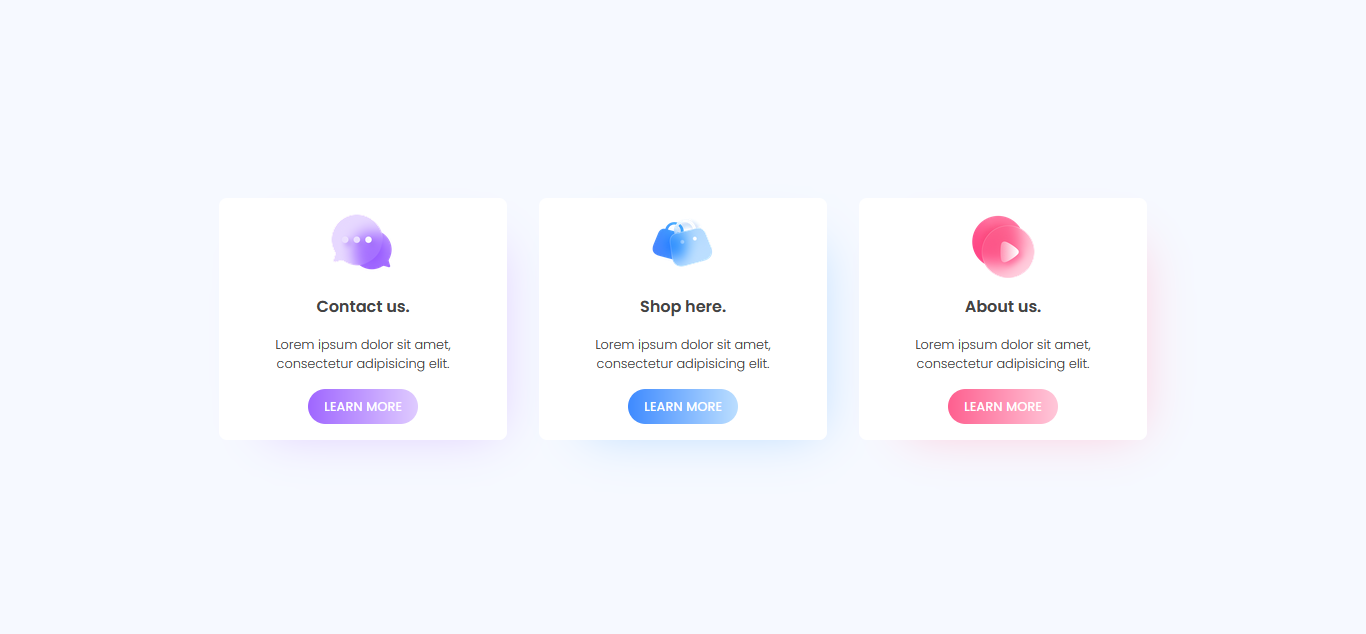 Contact us.
Lorem ipsum dolor sit amet,
consectetur adipisicing elit.
LEARN MORE
Shop here.
Lorem ipsum dolor sit amet,
consectetur adipisicing elit.
LEARN MORE
About us.
Lorem ipsum dolor sit amet,
consectetur adipisicing elit.
LEARN MORE